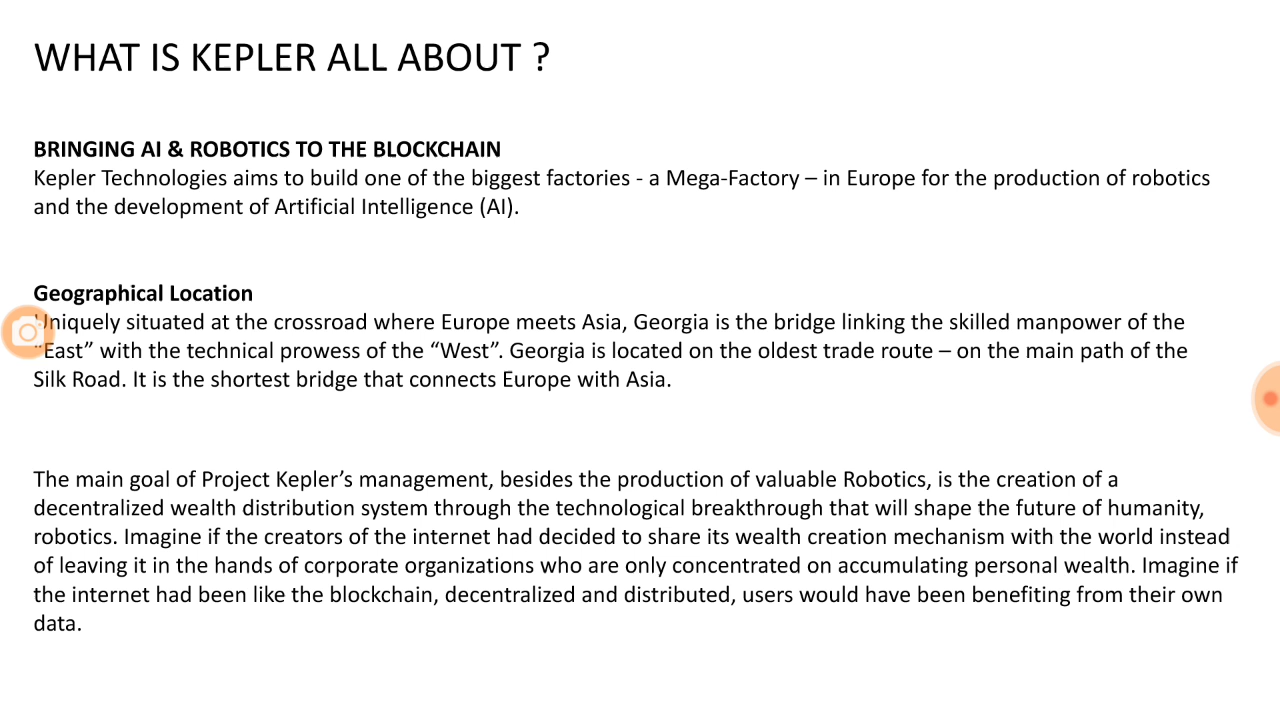 WHAT IS KEPLER ALL ABOUT ?
BRINGING AI & ROBOTICS TO THE BLOCKCHAIN
Kepler Technologies aims to build one of the biggest factories - a Mega-Factory – in Europe for the production of robotics
and the development of Artificial Intelligence (AI).
Geographical Location
Uniquely situated at the crossroad where Europe meets Asia, Georgia is the bridge linking the skilled manpower of the
“East” with the technical prowess of the “West”. Georgia is located on the oldest trade route – on the main path of the
Silk Road. It is the shortest bridge that connects Europe with Asia.
The main goal of Project Kepler’s management, besides the production of valuable Robotics, is the creation of a
decentralized wealth distribution system through the technological breakthrough that will shape the future of humanity,
robotics. Imagine if the creators of the internet had decided to share its wealth creation mechanism with the world instead
of leaving it in the hands of corporate organizations who are only concentrated on accumulating personal wealth. Imagine if
the internet had been like the blockchain, decentralized and distributed, users would have been benefiting from their own
data.